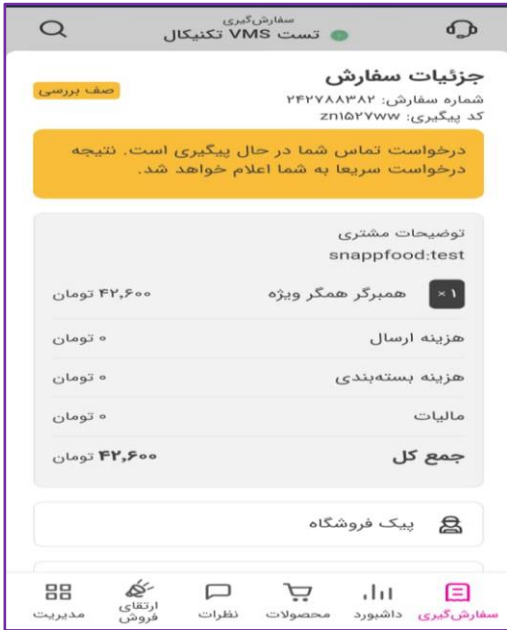 سفارش‌گیری
تست VMS تکنیکال
جزئیات سفارش
صف بررسی
شماره سفارش: ۲۴۲۷۸۸۳۸۲
کد پیگیری: zn۱۵۲۷ww
درخواست تماس شما در حال پیگیری است. نتیجه
درخواست سریعا به شما اعلام خواهد شد.
توضیحات مشتری
snappfood:test
۱ × همبرگر همگر ویژه ۴۲,۶۰۰ تومان
هزینه ارسال ۰ تومان
هزینه بسته‌بندی ۰ تومان
مالیات ۰ تومان
جمع کل ۴۲,۶۰۰ تومان
پیک فروشگاه
سفارش‌گیری داشبورد محصولات نظرات ارتقای فروش مدیریت